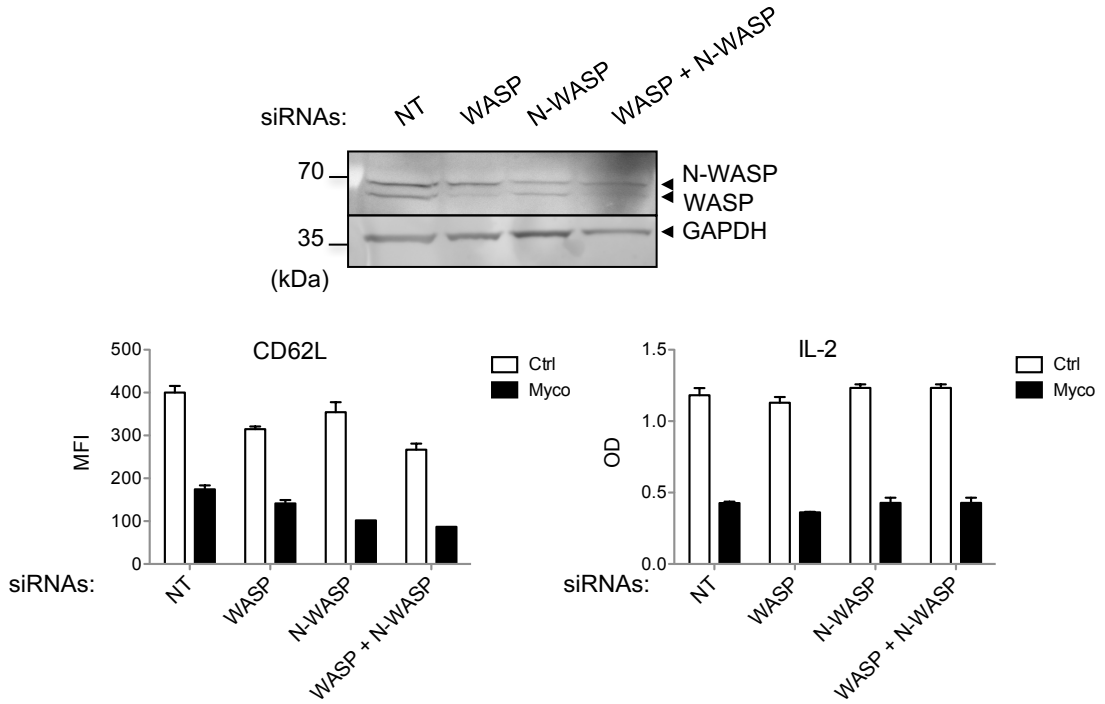 siRNAs: NT WASP N-WASP WASP + N-WASP
70 N-WASP
WASP
35 GAPDH
(kDa)
CD62L
500
400
300
200
100
0
MFI
Ctrl
Myco
siRNAs: NT WASP N-WASP WASP + N-WASP
IL-2
1.5
1.0
0.5
0.0
OD
Ctrl
Myco
siRNAs: NT WASP N-WASP WASP + N-WASP